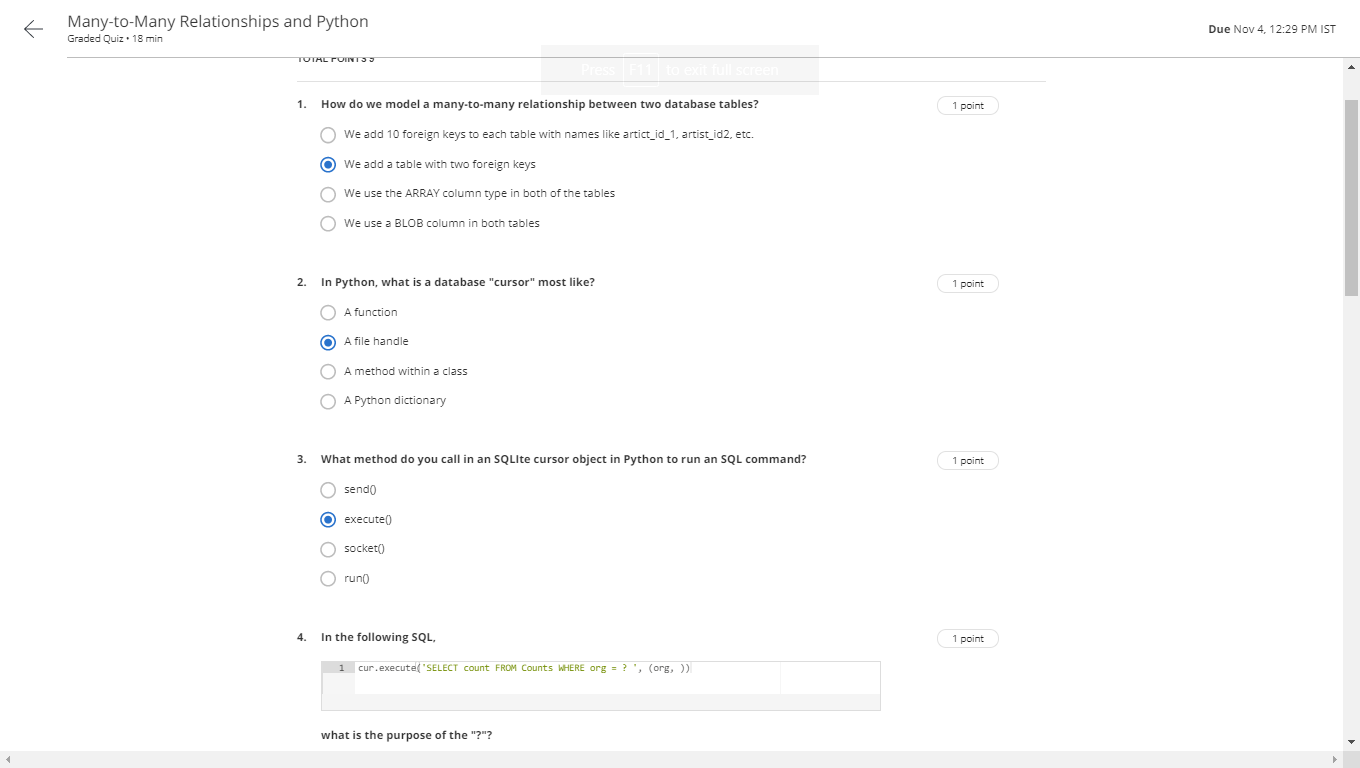 Many-to-Many Relationships and Python
Graded Quiz • 18 min
Due Nov 4, 12:29 PM IST
TOTAL POINTS 9
Press F11 to exit full screen
1. How do we model a many-to-many relationship between two database tables? 1 point
We add 10 foreign keys to each table with names like artict_id_1, artist_id2, etc.
We add a table with two foreign keys
We use the ARRAY column type in both of the tables
We use a BLOB column in both tables
2. In Python, what is a database "cursor" most like? 1 point
A function
A file handle
A method within a class
A Python dictionary
3. What method do you call in an SQLIte cursor object in Python to run an SQL command? 1 point
send()
execute()
socket()
run()
4. In the following SQL, 1 point
1 cur.execute('SELECT count FROM Counts WHERE org = ? ', (org, ))
what is the purpose of the "?"?